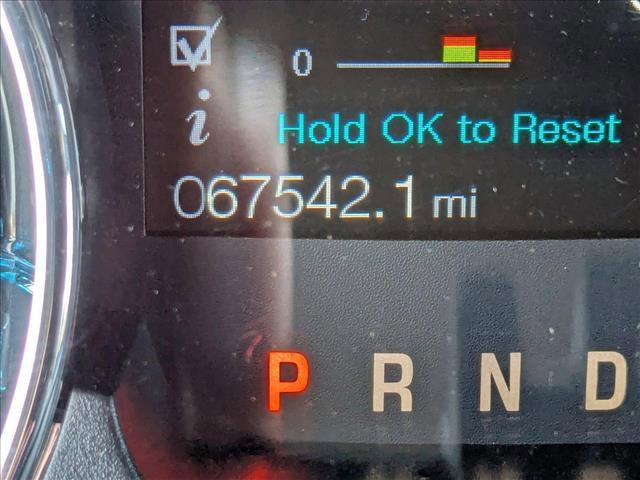 0
i
Hold OK to Reset
067542.1 mi
P R N D